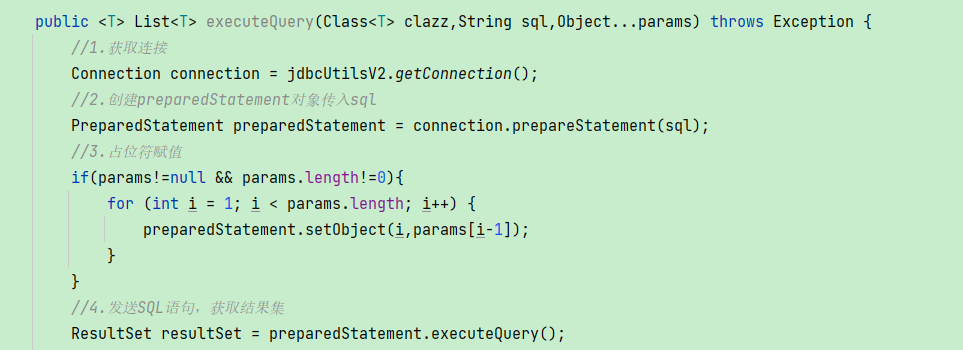 public <T> List<T> executeQuery(Class<T> clazz,String sql,Object...params) throws Exception {
//1.获取连接
Connection connection = jdbcUtilsV2.getConnection();
//2.创建preparedStatement对象传入sql
PreparedStatement preparedStatement = connection.prepareStatement(sql);
//3.占位符赋值
if(params!=null && params.length!=0){
for (int i = 1; i < params.length; i++) {
preparedStatement.setObject(i,params[i-1]);
}
}
//4.发送SQL语句，获取结果集
ResultSet resultSet = preparedStatement.executeQuery();